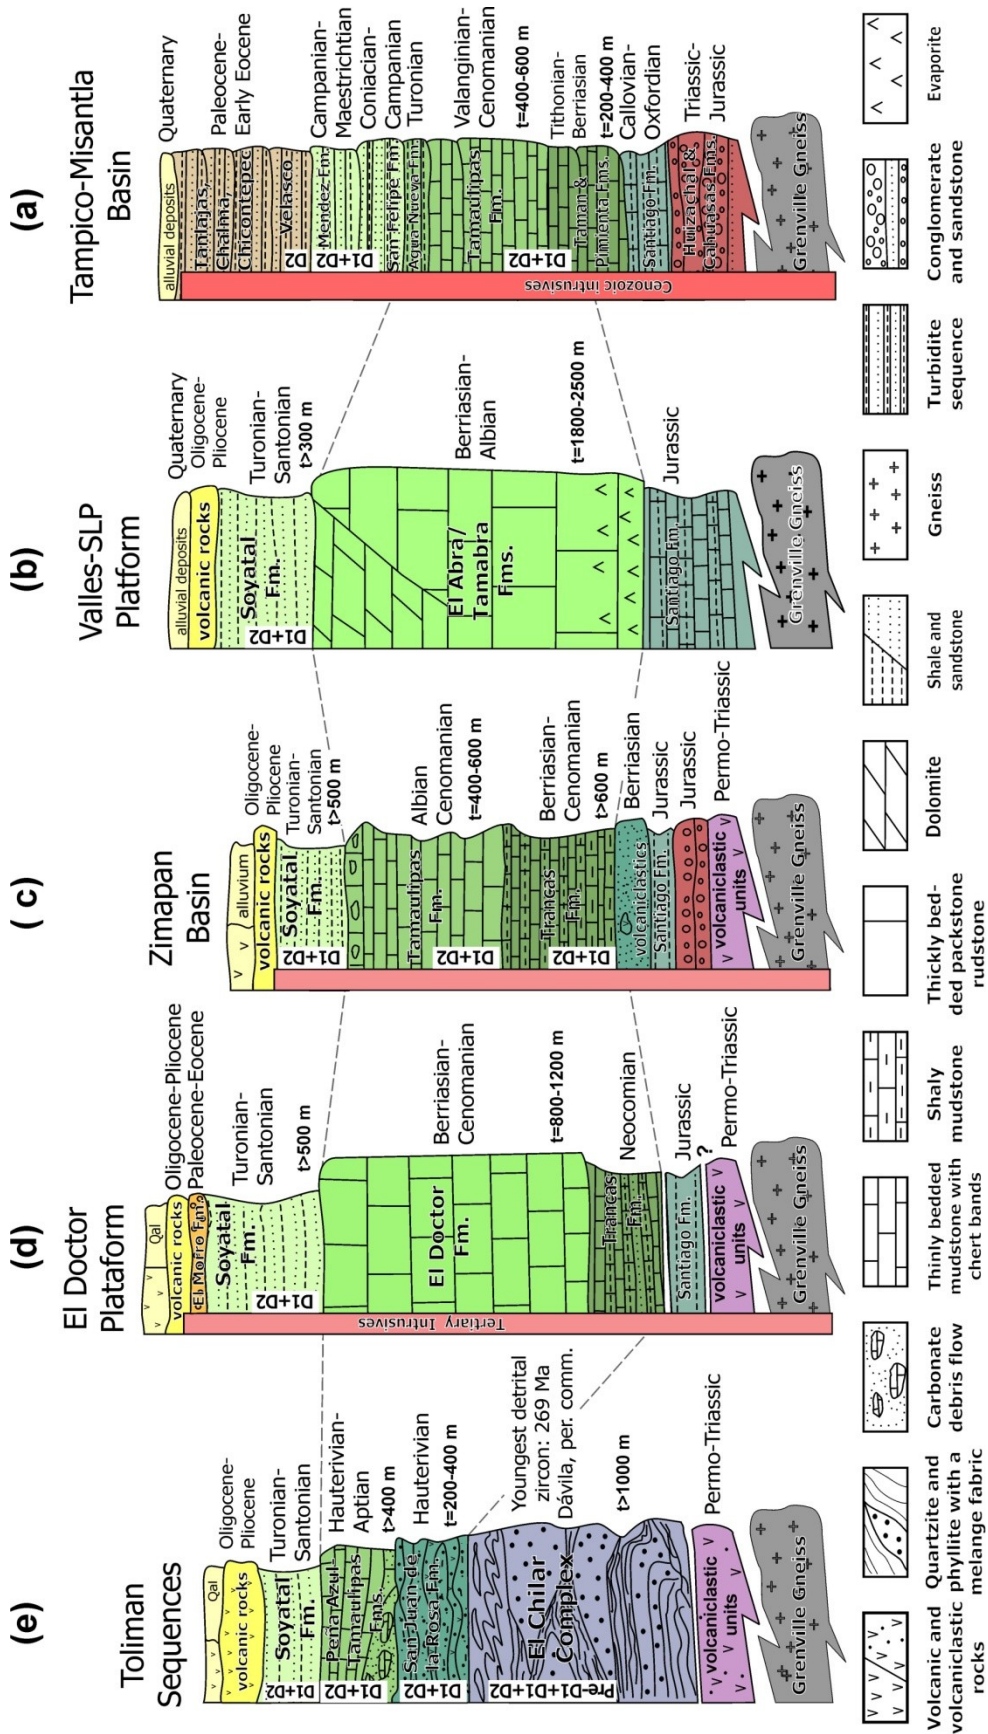 (a)
Tampico-Misantla
Basin
alluvial deposits
Quaternary
Tanlajas,
Chalma,
Chicontepec
Velasco
Paleocene-
Early Eocene
D2
Mendez Fm.
Campanian-
Maestrichtian
D1+D2
San Felipe Fm.
Coniacian-
Campanian
Agua Nueva Fm.
Turonian
Tamaulipas
Fm.
Valanginian-
Cenomanian
t=400-600 m
D1+D2
Taman &
Pimienta Fms.
Tithonian-
Berriasian
t=200-400 m
Santiago Fm.
Callovian-
Oxfordian
Huizachal &
Cahuasas Fms.
Triassic-
Jurassic
Grenville Gneiss
Cenozoic intrusives
(b)
Valles-SLP
Platform
alluvial deposits
Quaternary
volcanic rocks
Oligocene-
Pliocene
Soyatal
Fm.
Turonian-
Santonian
t>300 m
D1+D2
El Abra/
Tamabra
Fms.
Berriasian-
Albian
t=1800-2500 m
Santiago Fm.
Jurassic
Grenville Gneiss
( c)
Zimapan
Basin
alluvium
volcanic rocks
Oligocene-
Pliocene
Soyatal
Fm.
Turonian-
Santonian
t>500 m
D1+D2
Tamaulipas
Fm.
Albian
Cenomanian
t=400-600 m
D1+D2
Trancas
Fm.
Berriasian-
Cenomanian
t>600 m
D1+D2
volcaniclastics
Berriasian
Santiago Fm.
Jurassic
Jurassic
volcaniclastic
units
Permo-Triassic
Grenville Gneiss
(d)
El Doctor
Plataform
Qal
volcanic rocks
Oligocene-Pliocene
El Morro Fm.
Paleocene-Eocene
Soyatal
Fm.
Turonian-
Santonian
t>500 m
D1+D2
El Doctor
Fm.
Berriasian-
Cenomanian
t=800-1200 m
Trancas
Fm.
Neocomian
Santiago Fm.
Jurassic
?
volcaniclastic
units
Permo-Triassic
Grenville Gneiss
Tertiary Intrusives
(e)
Toliman
Sequences
Qal
volcanic rocks
Oligocene-
Pliocene
Soyatal
Fm.
Turonian-
Santonian
D1+D2
Peña Azul-
Tamaulipas
Fms.
Hauterivian-
Aptian
t>400 m
D1+D2
San Juan de
la Rosa Fm.
Hauterivian
t=200-400 m
D1+D2
El Chilar
Complex
Youngest detrital
zircon: 269 Ma
Dávila, per. comm.
t>1000 m
Pre-D1+D1+D2
volcaniclastic
units
Permo-Triassic
Grenville Gneiss
Volcanic and
volcaniclastic
rocks
Quartzite and
phyllite with a
melange fabric
Carbonate
debris flow
Thinly bedded
mudstone with
chert bands
Shaly
mudstone
Thickly bed-
ded packstone
rudstone
Dolomite
Shale and
sandstone
Gneiss
Turbidite
sequence
Conglomerate
and sandstone
Evaporite